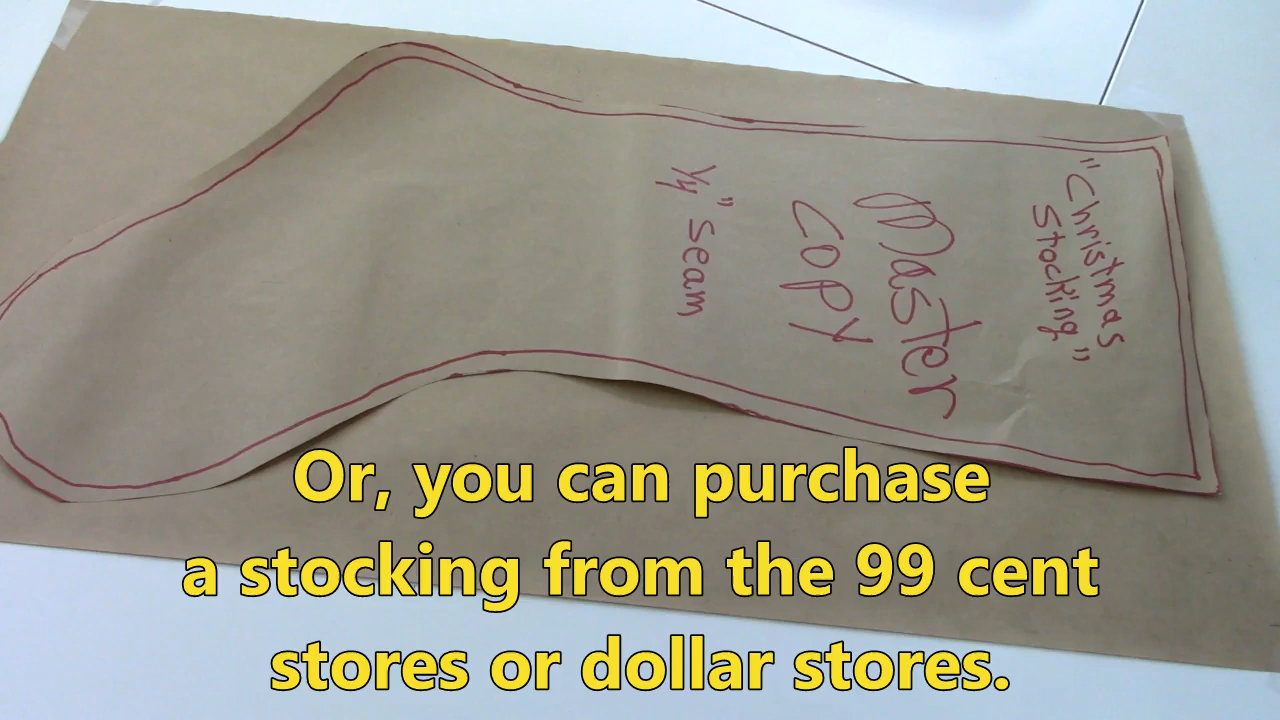 "Christmas
Stocking"
Master
Copy
1/4" seam
Or, you can purchase
a stocking from the 99 cent
stores or dollar stores.